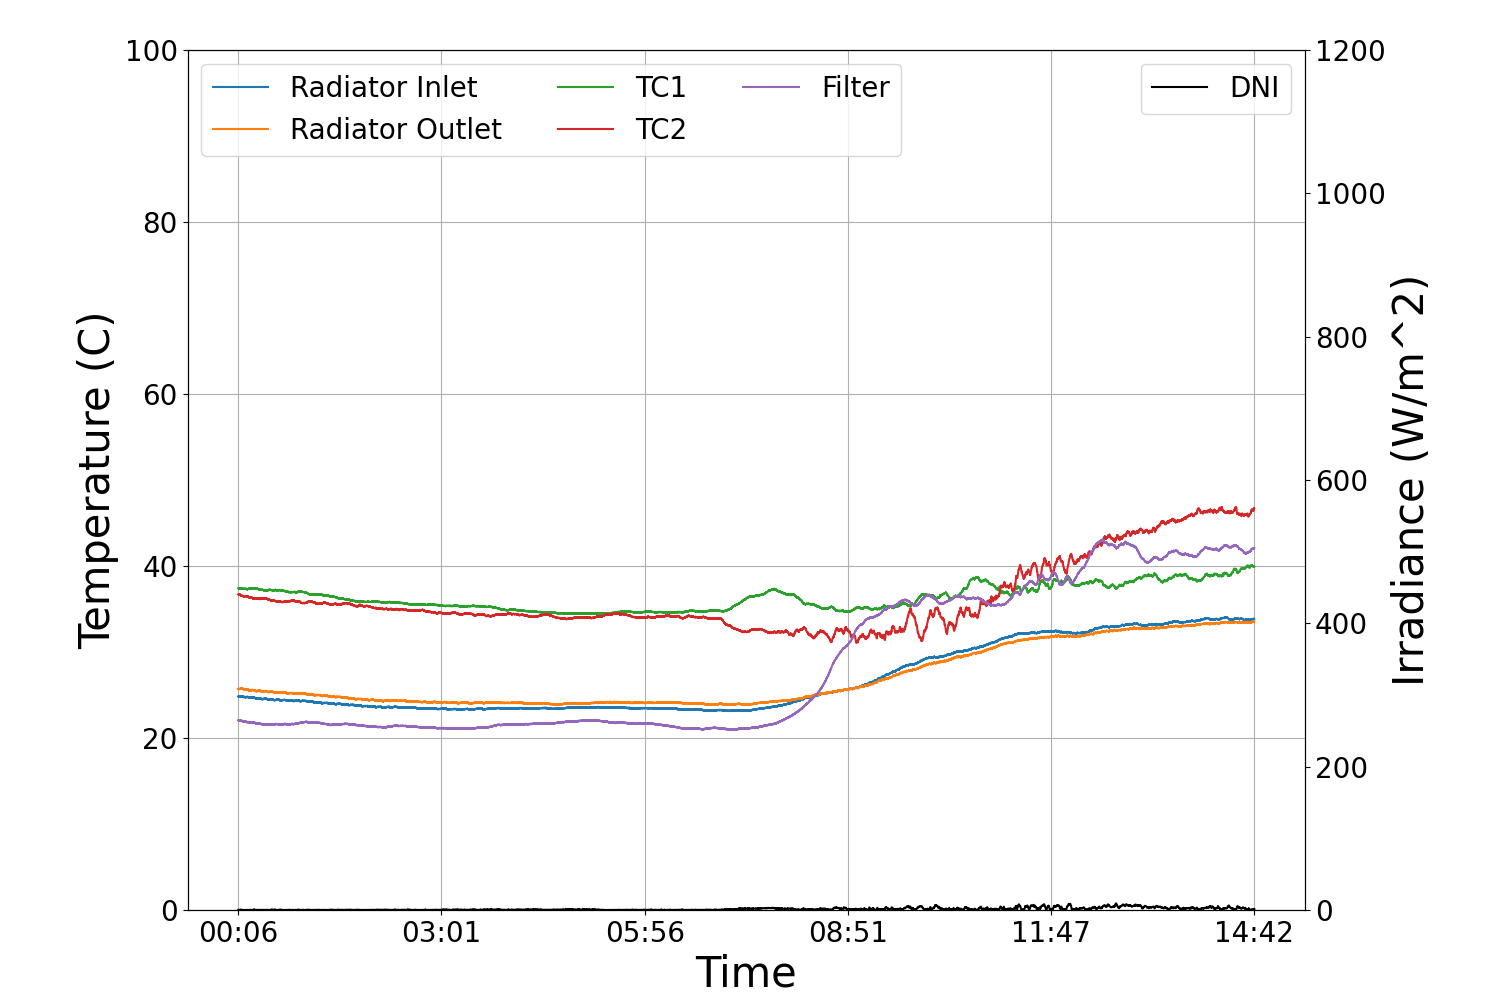 Radiator Inlet
Radiator Outlet
TC1
TC2
Filter
DNI
Temperature (C)
100
80
60
40
20
0
1200
1000
800
600
400
200
0
Irradiance (W/m^2)
00:06 03:01 05:56 08:51 11:47 14:42
Time